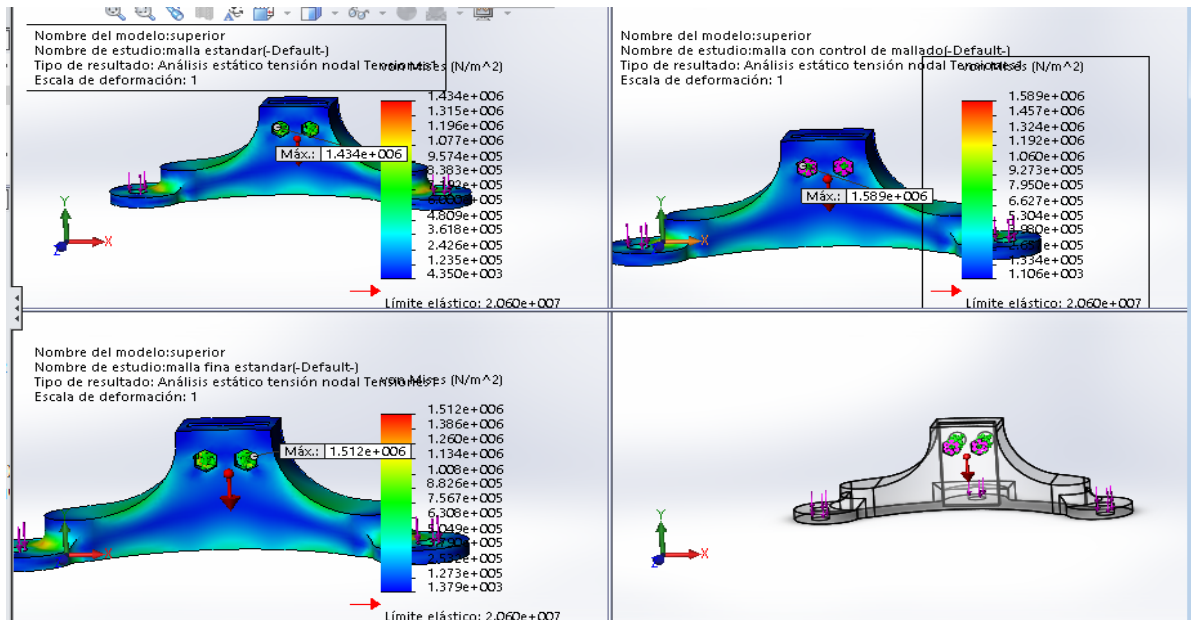 Nombre del modelo:superior
Nombre de estudio:malla estandar(-Default-)
Tipo de resultado: Análisis estático tensión nodal Tensiones1
von Mises (N/m^2)
Escala de deformación: 1
1.434e+006
1.315e+006
1.196e+006
1.077e+006
9.574e+005
8.383e+005
4.809e+005
3.618e+005
2.426e+005
1.235e+005
4.350e+003
Máx.: 1.434e+006
Y
X
Z
Límite elástico: 2.060e+007
Nombre del modelo:superior
Nombre de estudio:malla con control de mallado(-Default-)
Tipo de resultado: Análisis estático tensión nodal Tensiones1
von Mises (N/m^2)
Escala de deformación: 1
1.589e+006
1.457e+006
1.324e+006
1.192e+006
1.060e+006
9.273e+005
7.950e+005
6.627e+005
5.304e+005
1.334e+005
1.106e+003
Máx.: 1.589e+006
Y
X
Z
Límite elástico: 2.060e+007
Nombre del modelo:superior
Nombre de estudio:malla fina estandar(-Default-)
Tipo de resultado: Análisis estático tensión nodal Tensiones1
von Mises (N/m^2)
Escala de deformación: 1
1.512e+006
1.386e+006
1.260e+006
1.134e+006
1.008e+006
8.826e+005
7.567e+005
6.308e+005
5.049e+005
1.273e+005
1.379e+003
Máx.: 1.512e+006
Y
X
Límite elástico: 2.060e+007
Y
X
Z